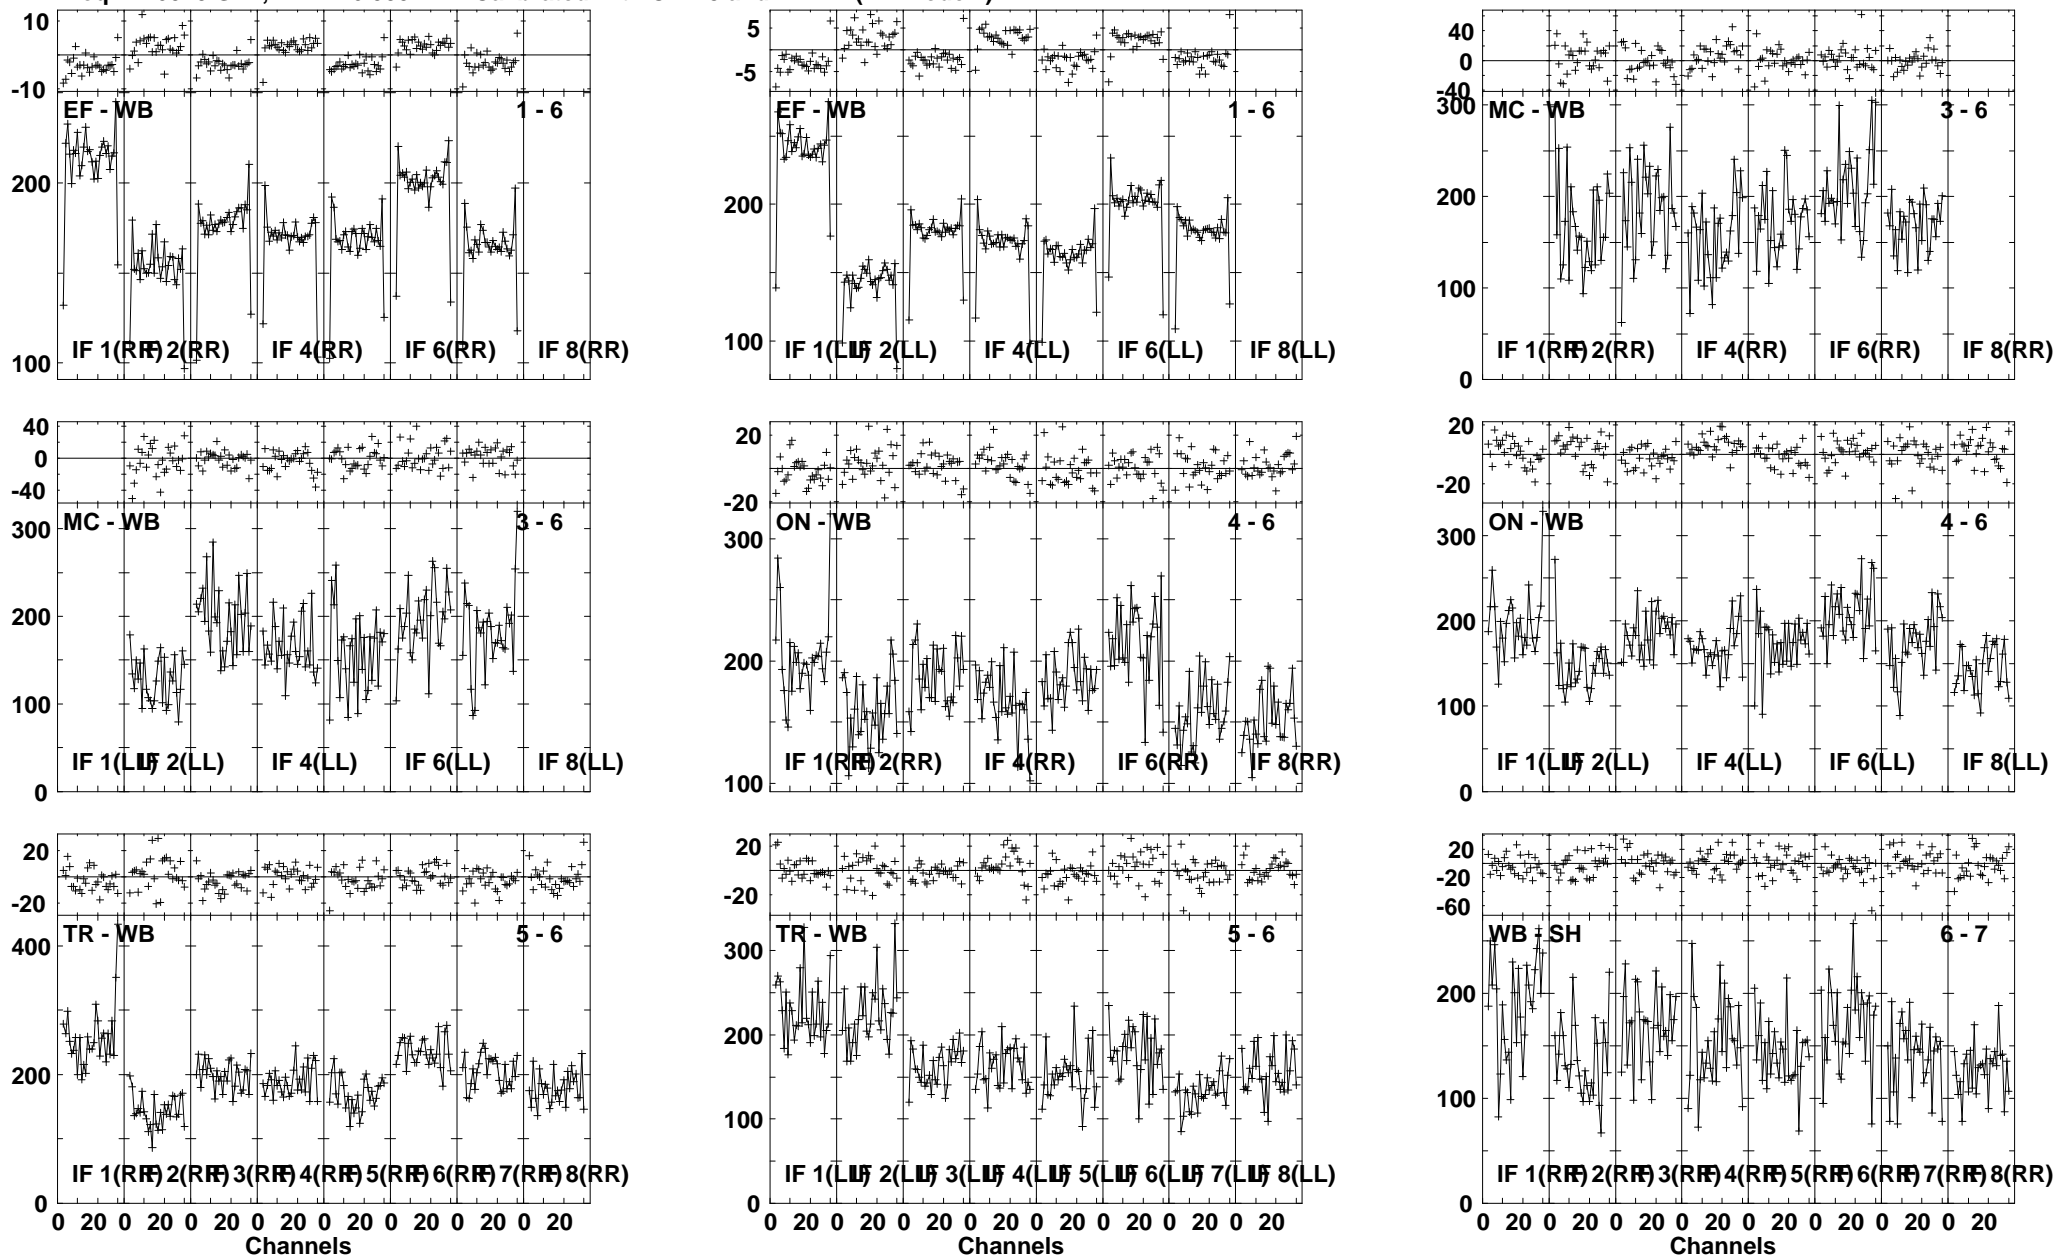 10
-10
EF - WB
1 - 6
200
100
IF 1(RR) IF 2(RR) IF 4(RR) IF 6(RR) IF 8(RR)
5
-5
EF - WB
1 - 6
200
100
IF 1(LL) IF 2(LL) IF 4(LL) IF 6(LL) IF 8(LL)
40
0
-40
300
MC - WB
3 - 6
200
100
0
IF 1(RR) IF 2(RR) IF 4(RR) IF 6(RR) IF 8(RR)
40
0
-40
300
MC - WB
3 - 6
200
100
0
IF 1(LL) IF 2(LL) IF 4(LL) IF 6(LL) IF 8(LL)
20
-20
300
ON - WB
4 - 6
200
100
IF 1(RR) IF 2(RR) IF 4(RR) IF 6(RR) IF 8(RR)
20
-20
300
ON - WB
4 - 6
200
100
0
IF 1(LL) IF 2(LL) IF 4(LL) IF 6(LL) IF 8(LL)
20
-20
400
TR - WB
5 - 6
200
0
IF 1(RR) IF 2(RR) IF 3(RR) IF 4(RR) IF 5(RR) IF 6(RR) IF 7(RR) IF 8(RR)
0 20 0 20 0 20 0 20 0 20 0 20 0 20 0 20
Channels
20
-20
300
TR - WB
5 - 6
200
100
0
IF 1(LL) IF 2(LL) IF 3(LL) IF 4(LL) IF 5(LL) IF 6(LL) IF 7(LL) IF 8(LL)
0 20 0 20 0 20 0 20 0 20 0 20 0 20 0 20
Channels
20
-20
-60
WB - SH
6 - 7
200
100
0
IF 1(RR) IF 2(RR) IF 3(RR) IF 4(RR) IF 5(RR) IF 6(RR) IF 7(RR) IF 8(RR)
0 20 0 20 0 20 0 20 0 20 0 20 0 20 0 20
Channels